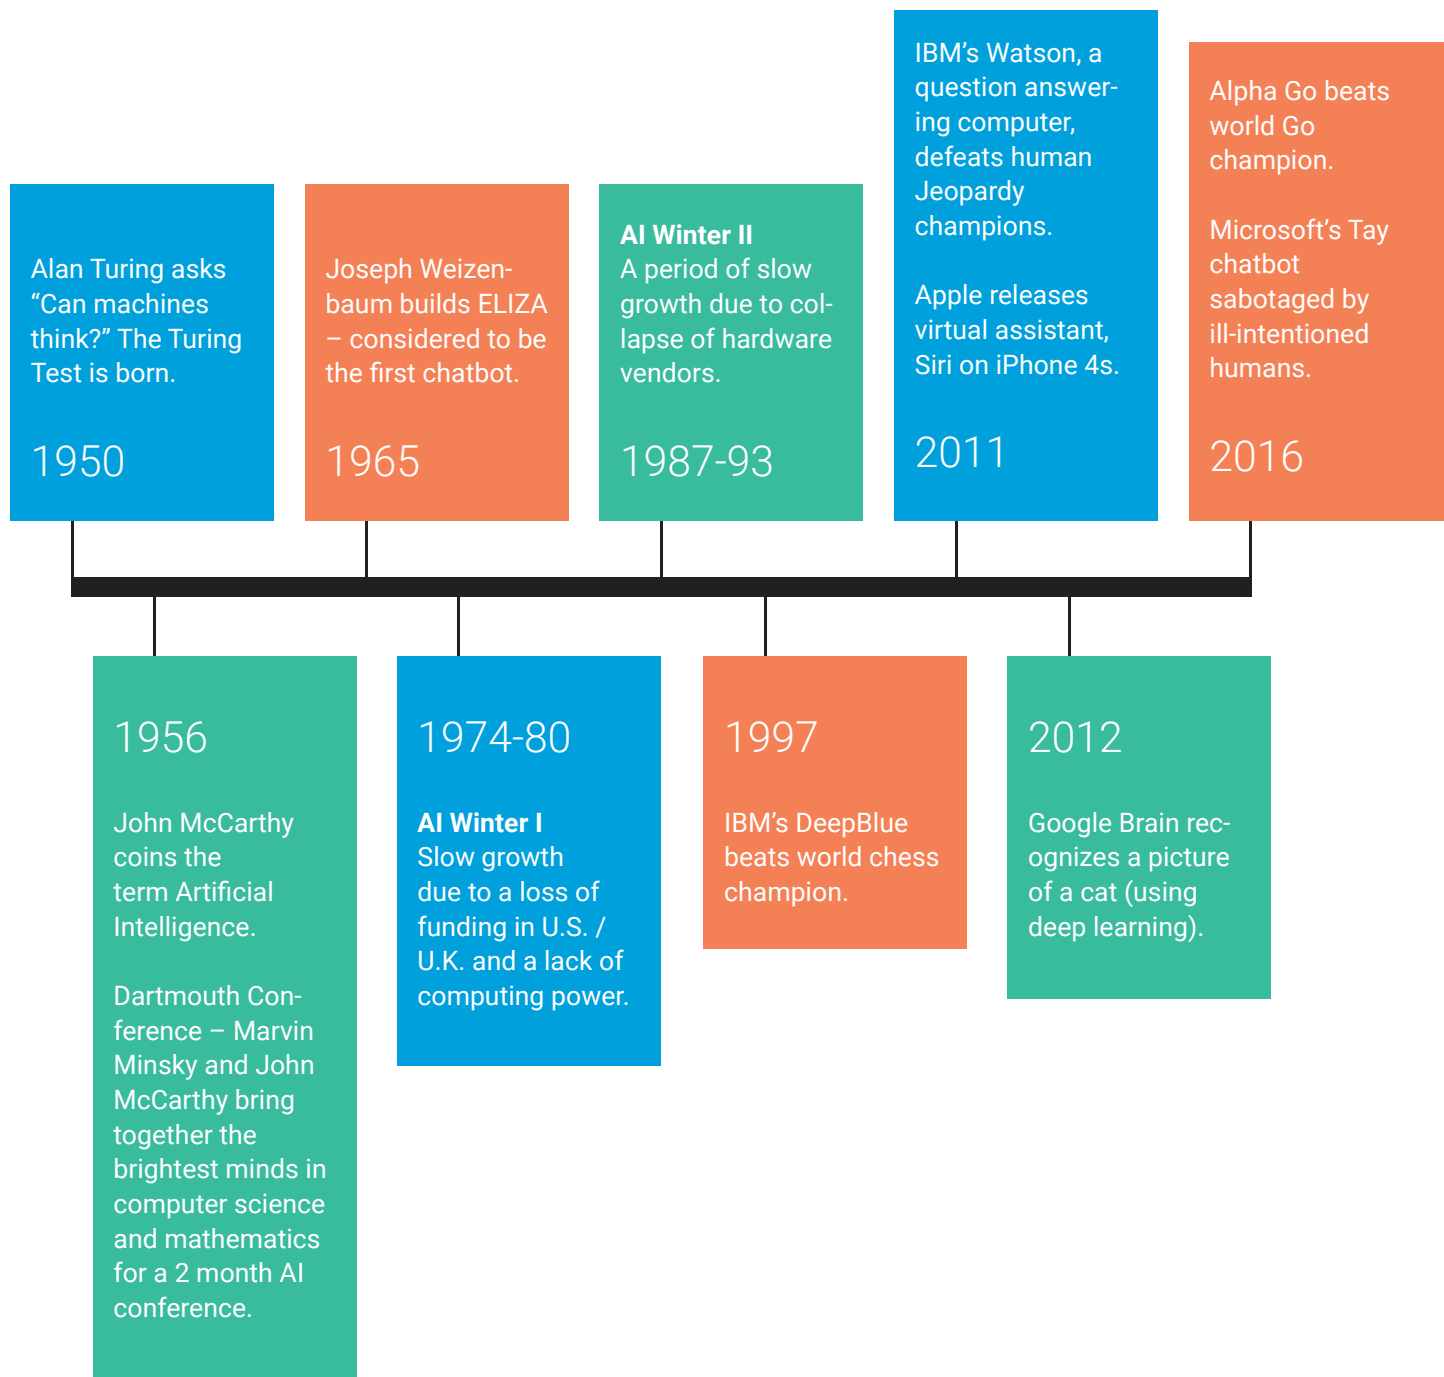 Alan Turing asks
“Can machines
think?” The Turing
Test is born.
1950
Joseph Weizen-
baum builds ELIZA
– considered to be
the first chatbot.
1965
AI Winter II
A period of slow
growth due to col-
lapse of hardware
vendors.
1987-93
IBM’s Watson, a
question answer-
ing computer,
defeats human
Jeopardy
champions.
Apple releases
virtual assistant,
Siri on iPhone 4s.
2011
Alpha Go beats
world Go
champion.
Microsoft’s Tay
chatbot
sabotaged by
ill-intentioned
humans.
2016
1956
John McCarthy
coins the
term Artificial
Intelligence.
Dartmouth Con-
ference – Marvin
Minsky and John
McCarthy bring
together the
brightest minds in
computer science
and mathematics
for a 2 month AI
conference.
1974-80
AI Winter I
Slow growth
due to a loss of
funding in U.S. /
U.K. and a lack of
computing power.
1997
IBM’s DeepBlue
beats world chess
champion.
2012
Google Brain rec-
ognizes a picture
of a cat (using
deep learning).